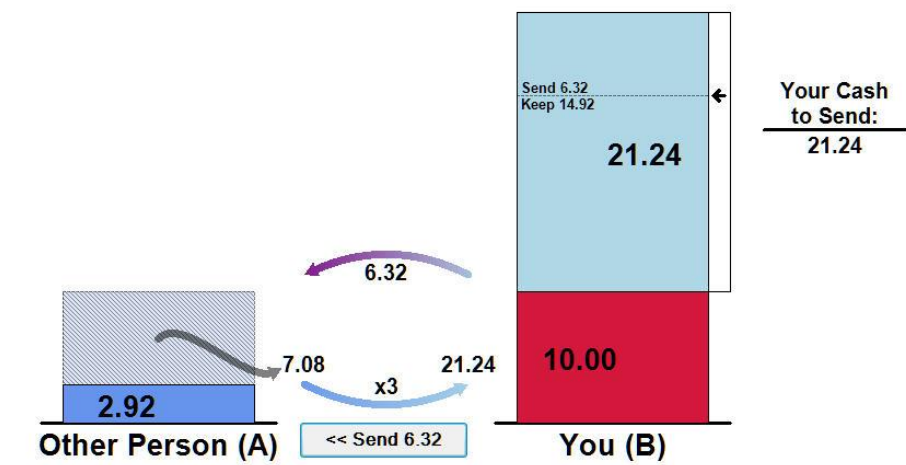 Send 6.32
Keep 14.92
Your Cash
to Send:
21.24
21.24
6.32
7.08
x3
21.24
10.00
2.92
<< Send 6.32
Other Person (A)
You (B)